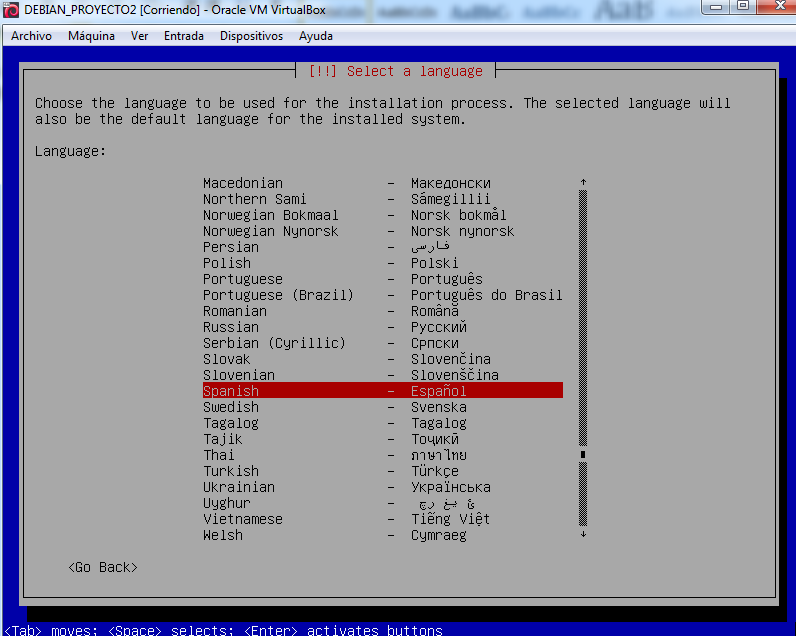 DEBIAN_PROYECTO2 [Corriendo] - Oracle VM VirtualBox
Archivo Máquina Ver Entrada Dispositivos Ayuda
[!!] Select a language
Choose the language to be used for the installation process. The selected language will
also be the default language for the installed system.
Language:
Macedonian - Македонски
Northern Sami - Sámegillii
Norwegian Bokmaal - Norsk bokmål
Norwegian Nynorsk - Norsk nynorsk
Persian - فارسی
Polish - Polski
Portuguese - Português
Portuguese (Brazil) - Português do Brasil
Romanian - Română
Russian - Русский
Serbian (Cyrillic) - Српски
Slovak - Slovenčina
Slovenian - Slovenščina
Spanish - Español
Swedish - Svenska
Tagalog - Tagalog
Tajik - Тоҷикӣ
Thai - ภาษาไทย
Turkish - Türkçe
Ukrainian - Українська
Uyghur -
Vietnamese - Tiếng Việt
Welsh - Cymraeg
<Go Back>
<Tab> moves; <Space> selects; <Enter> activates buttons